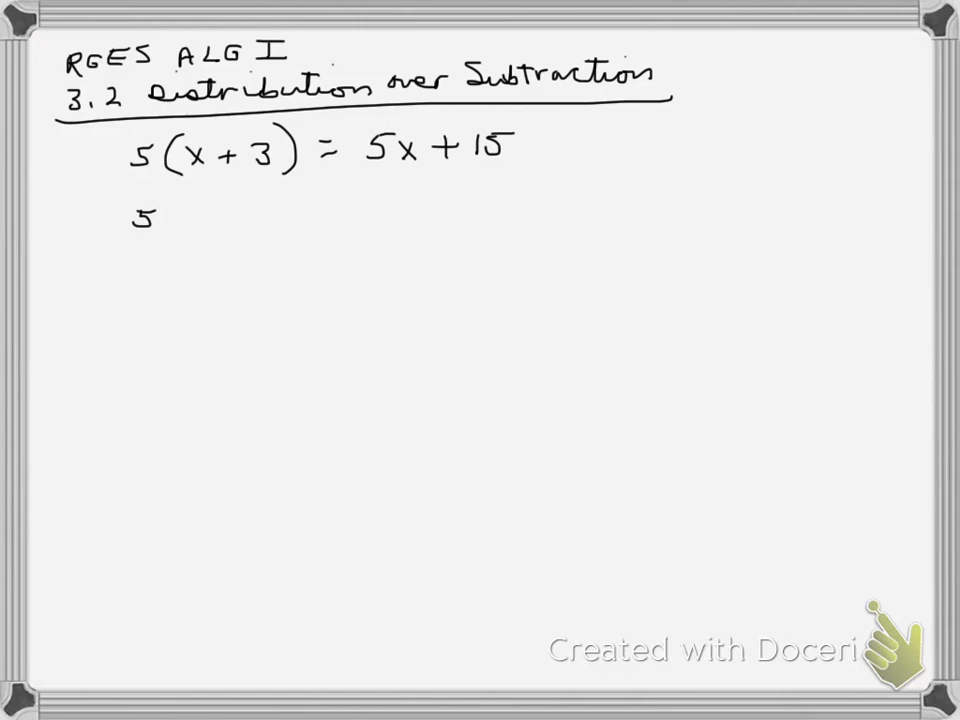 RGES ALG I
3.2 Distribution over Subtraction
5(x + 3) = 5x + 15
5
Created with Doceri